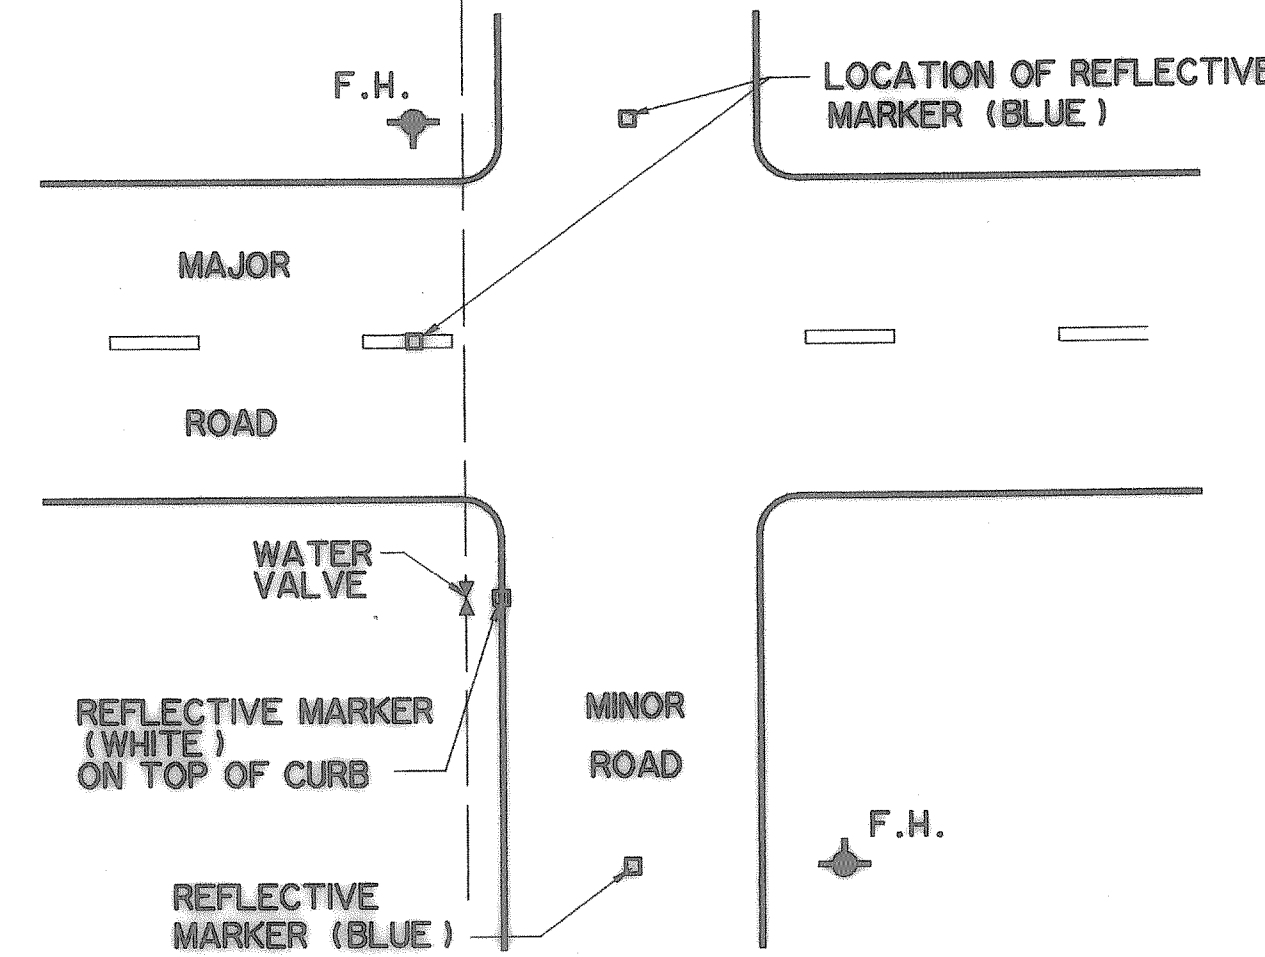 F.H.
LOCATION OF REFLECTIVE
MARKER (BLUE)
MAJOR
ROAD
WATER
VALVE
REFLECTIVE MARKER
(WHITE)
ON TOP OF CURB
MINOR
ROAD
F.H.
REFLECTIVE
MARKER (BLUE)